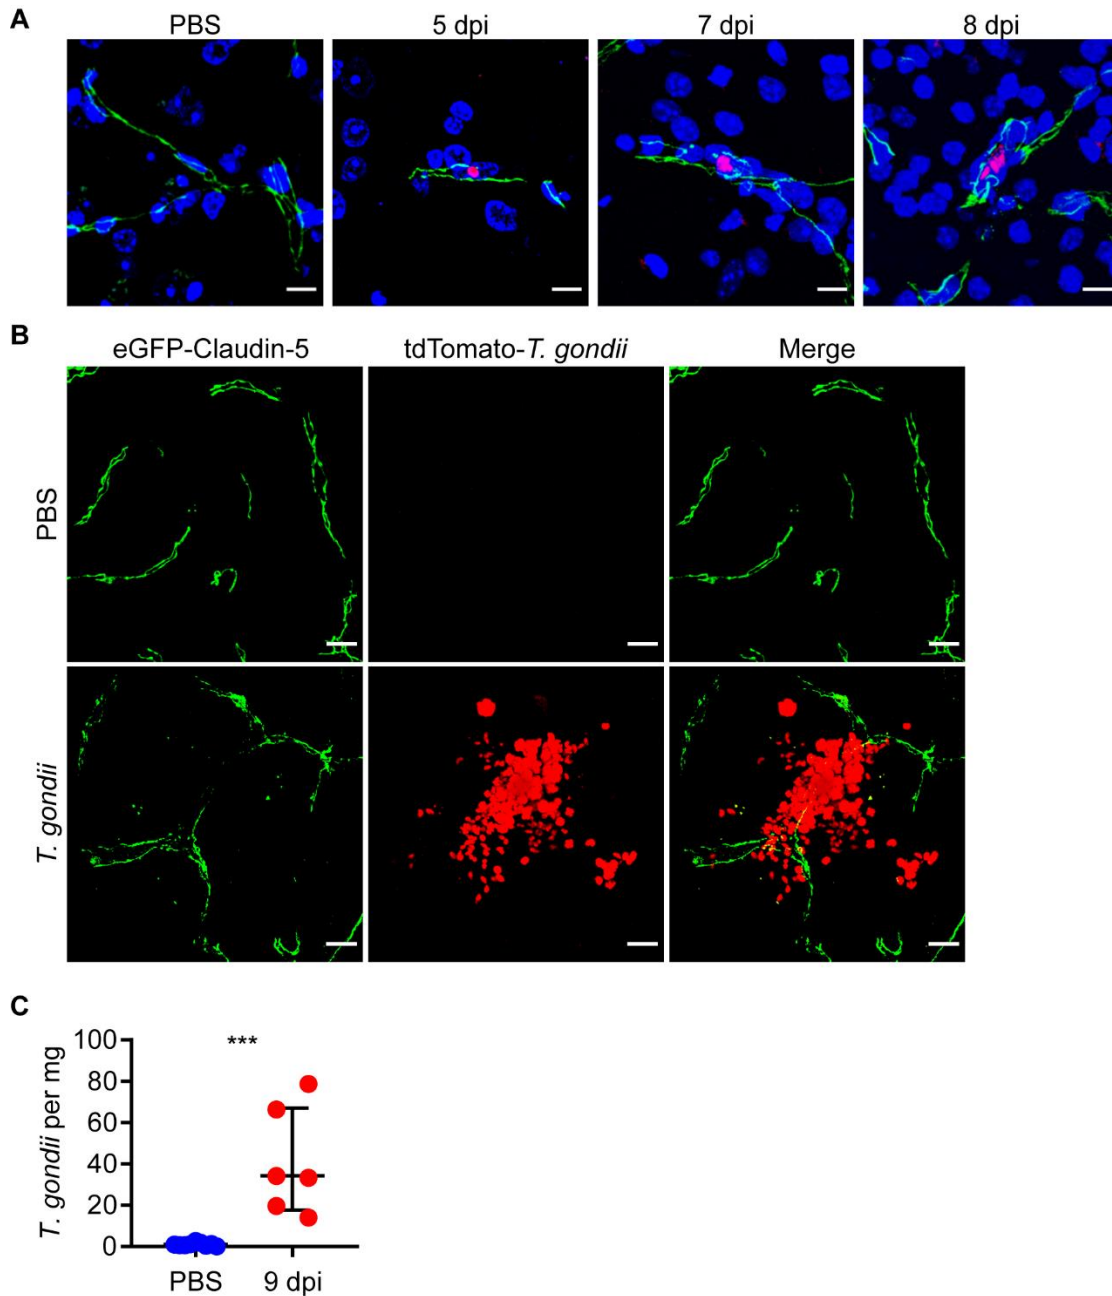 A
PBS 5 dpi 7 dpi 8 dpi
B
eGFP-Claudin-5 tdTomato-T. gondii Merge
PBS
T. gondii
C
***
T. gondii per mg
100
80
60
40
20
0
PBS 9 dpi